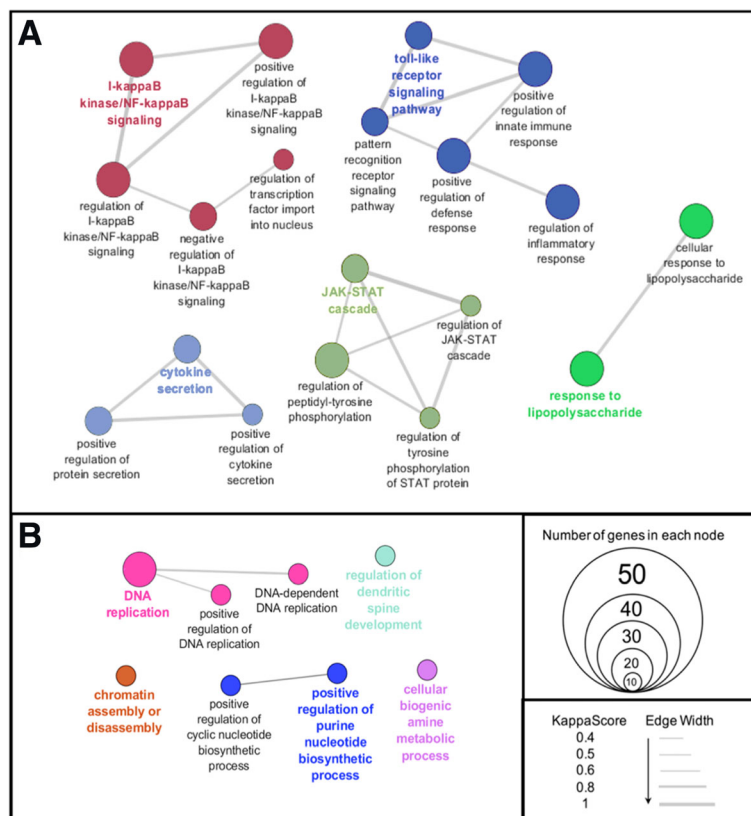 A
I-kappaB
kinase/NF-kappaB
signaling
positive
regulation of
I-kappaB
kinase/NF-kappaB
signaling
regulation of
I-kappaB
kinase/NF-kappaB
signaling
negative
regulation of
I-kappaB
kinase/NF-kappaB
signaling
regulation of
transcription
factor import
into nucleus
toll-like
receptor
signaling
pathway
positive
regulation of
innate immune
response
pattern
recognition
receptor
signaling
pathway
positive
regulation of
defense
response
regulation of
inflammatory
response
cellular
response to
lipopolysaccharide
response to
lipopolysaccharide
JAK-STAT
cascade
regulation of
JAK-STAT
cascade
regulation of
peptidyl-tyrosine
phosphorylation
regulation of
tyrosine
phosphorylation
of STAT protein
cytokine
secretion
positive
regulation of
protein secretion
positive
regulation of
cytokine
secretion
B
DNA
replication
positive
regulation of
DNA replication
DNA-dependent
DNA replication
regulation of
dendritic
spine
development
chromatin
assembly or
disassembly
positive
regulation of
cyclic nucleotide
biosynthetic
process
positive
regulation of
purine
nucleotide
biosynthetic
process
cellular
biogenic
amine
metabolic
process
Number of genes in each node
50
40
30
20
10
KappaScore Edge Width
0.4
0.5
0.6
0.8
1